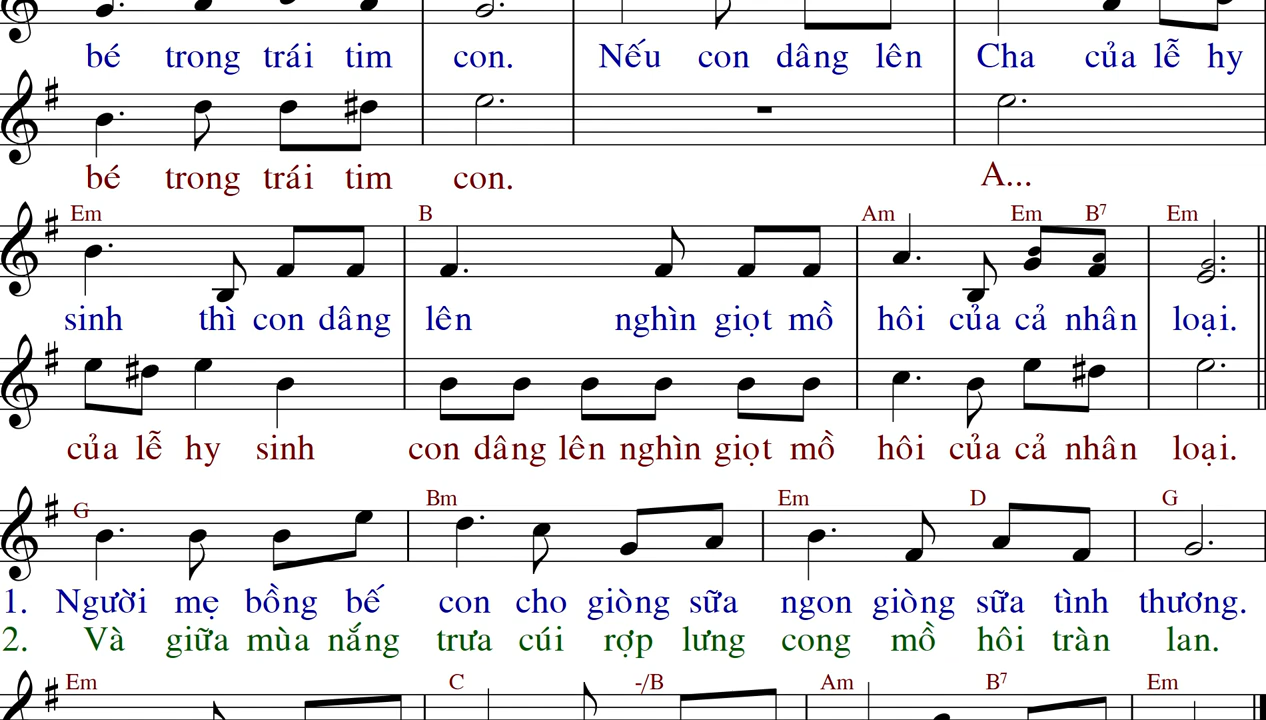 bé trong trái tim con. Nếu con dâng lên Cha của lễ hy
bé trong trái tim con. A...
Em B Am Em B7 Em
sinh thì con dâng lên nghìn giọt mồ hôi của cả nhân loại.
của lễ hy sinh con dâng lên nghìn giọt mồ hôi của cả nhân loại.
G Bm Em D G
1. Người mẹ bồng bế con cho giòng sữa ngon giòng sữa tình thương.
2. Và giữa mùa nắng trưa cúi rợp lưng cong mồ hôi tràn lan.
Em C -/B Am B7 Em